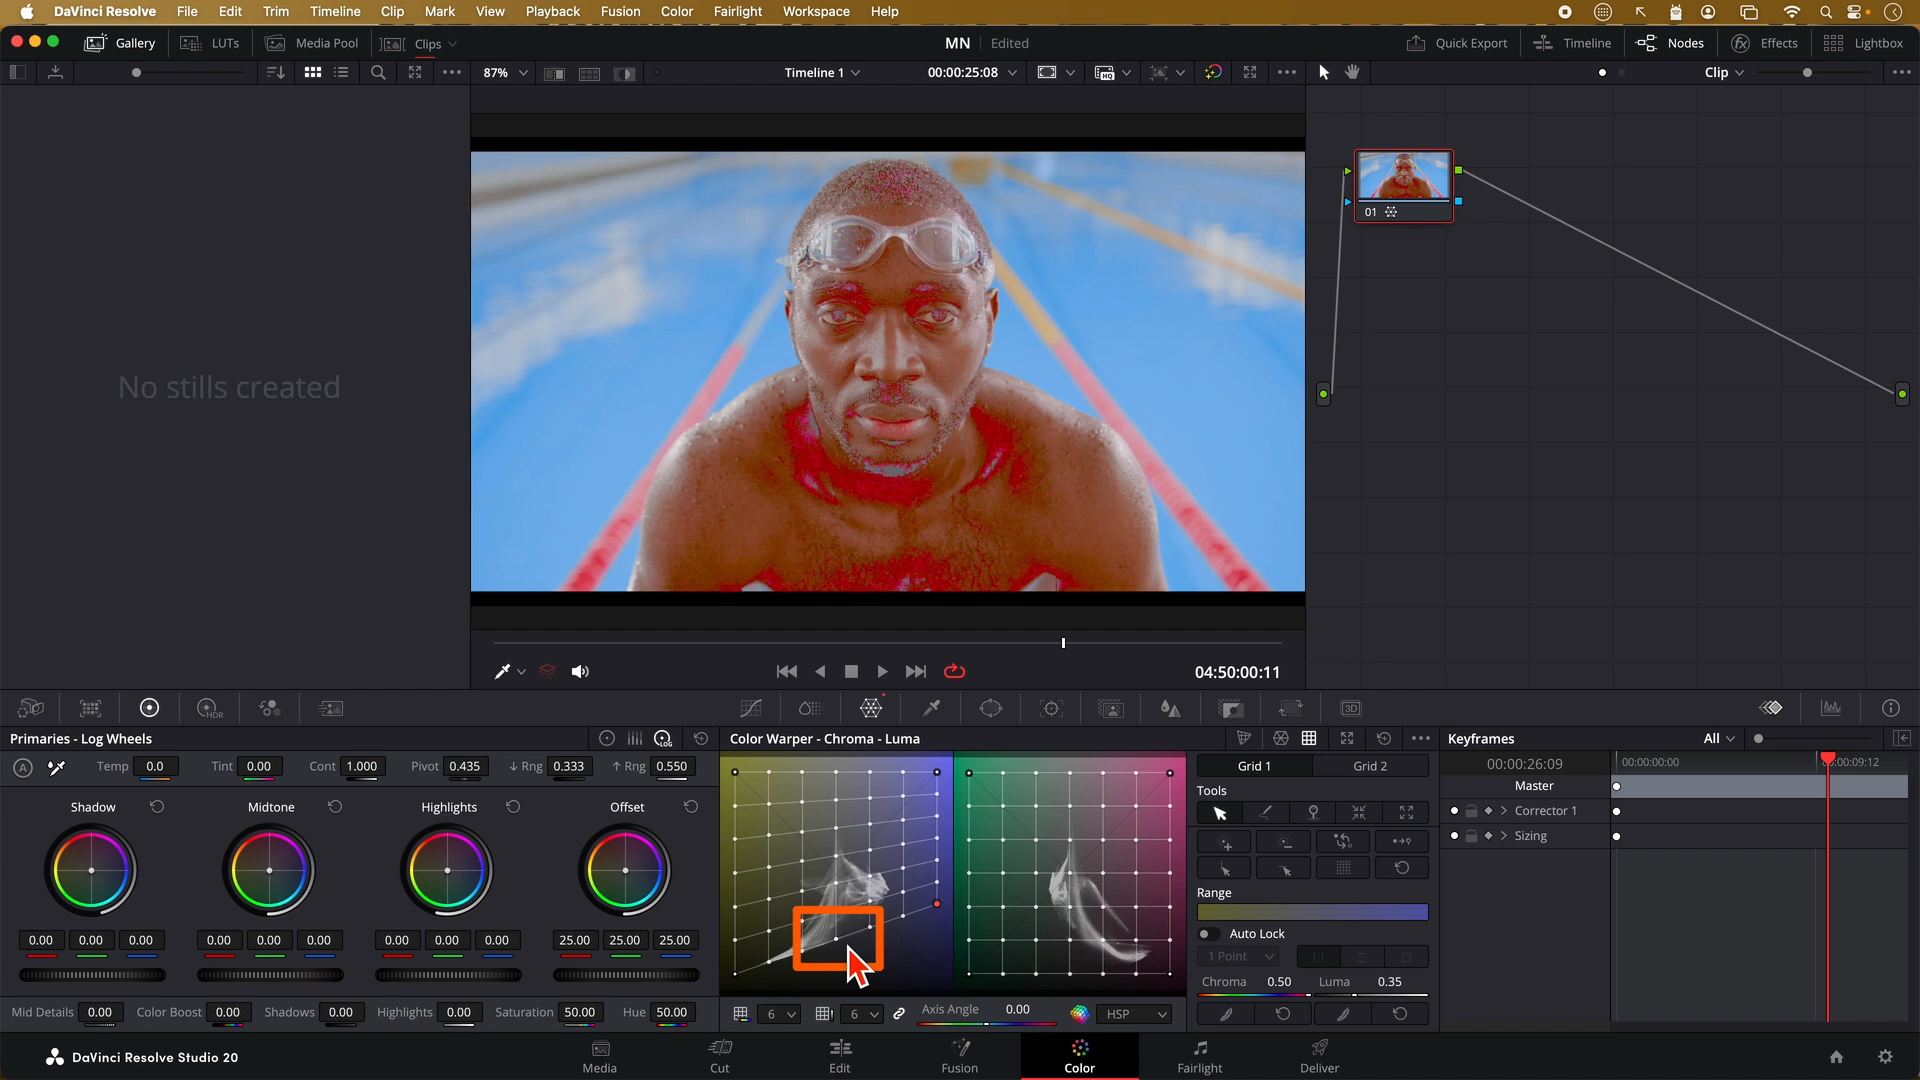 DaVinci Resolve File Edit Trim Timeline Clip Mark View Playback Fusion Color Fairlight Workspace Help
Gallery LUTs Media Pool Clips MN Edited Quick Export Timeline Nodes Effects Lightbox
87% Timeline 1 00:00:25:08 Clip
01
No stills created
04:50:00:11
HDR 3D
Primaries - Log Wheels LOG Color Warper - Chroma - Luma Keyframes All
A Temp 0.0 Tint 0.00 Cont 1.000 Pivot 0.435 ↓ Rng 0.333 ↑ Rng 0.550
Grid 1 Grid 2
00:00:26:09 00:00:00:00
Tools
Master
Shadow Midtone Highlights Offset
Corrector 1
Sizing
Range
Auto Lock
0.00 0.00 0.00 0.00 0.00 0.00 0.00 0.00 0.00 25.00 25.00 25.00
1 Point
Chroma 0.50 Luma 0.35
Mid Details 0.00 Color Boost 0.00 Shadows 0.00 Highlights 0.00 Saturation 50.00 Hue 50.00
6 6 Axis Angle 0.00 HSP
DaVinci Resolve Studio 20
Media Cut Edit Fusion Color Fairlight Deliver